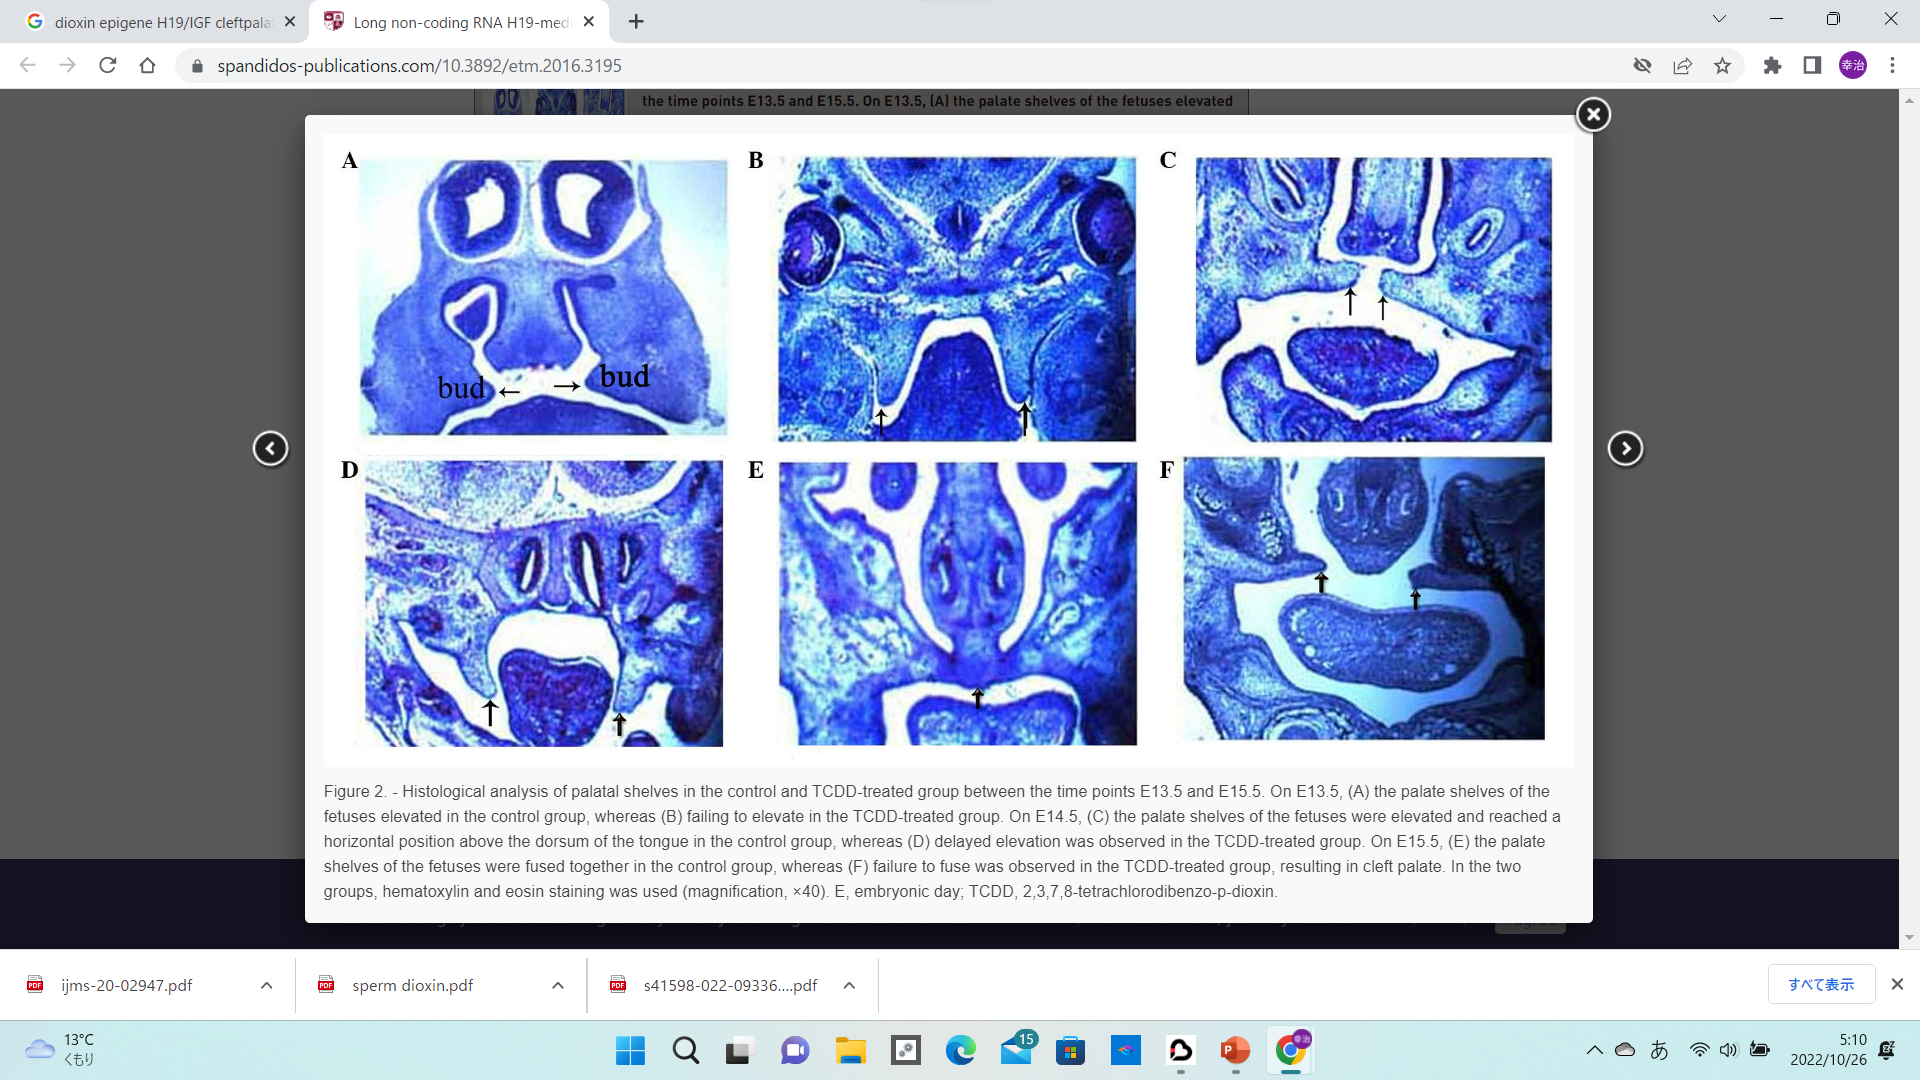 dioxin epigene H19/IGF cleftpala
Long non-coding RNA H19-medi
spandidos-publications.com/10.3892/etm.2016.3195
幸治
the time points E13.5 and E15.5. On E13.5, (A) the palate shelves of the fetuses elevated
A
B
C
bud ← → bud
D
E
F
Figure 2. - Histological analysis of palatal shelves in the control and TCDD-treated group between the time points E13.5 and E15.5. On E13.5, (A) the palate shelves of the
fetuses elevated in the control group, whereas (B) failing to elevate in the TCDD-treated group. On E14.5, (C) the palate shelves of the fetuses were elevated and reached a
horizontal position above the dorsum of the tongue in the control group, whereas (D) delayed elevation was observed in the TCDD-treated group. On E15.5, (E) the palate
shelves of the fetuses were fused together in the control group, whereas (F) failure to fuse was observed in the TCDD-treated group, resulting in cleft palate. In the two
groups, hematoxylin and eosin staining was used (magnification, ×40). E, embryonic day; TCDD, 2,3,7,8-tetrachlorodibenzo-p-dioxin.
ijms-20-02947.pdf
sperm dioxin.pdf
s41598-022-09336....pdf
すべて表示
13°C
くもり
15
幸治
あ
5:10
2022/10/26